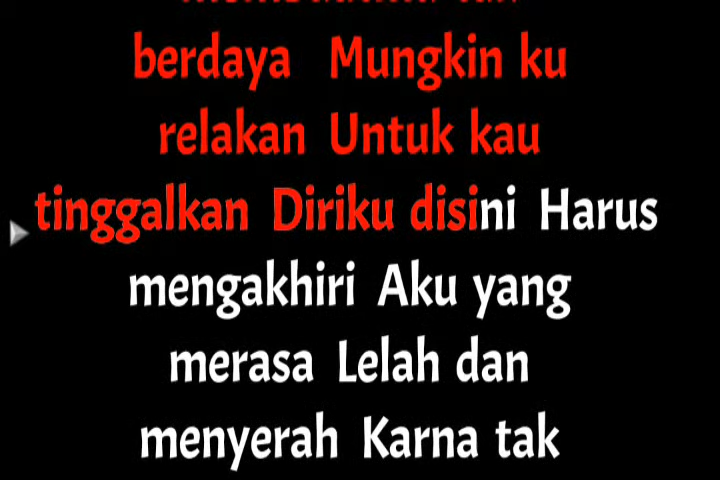 berdaya Mungkin ku
relakan Untuk kau
tinggalkan Diriku disini Harus
mengakhiri Aku yang
merasa Lelah dan
menyerah Karna tak